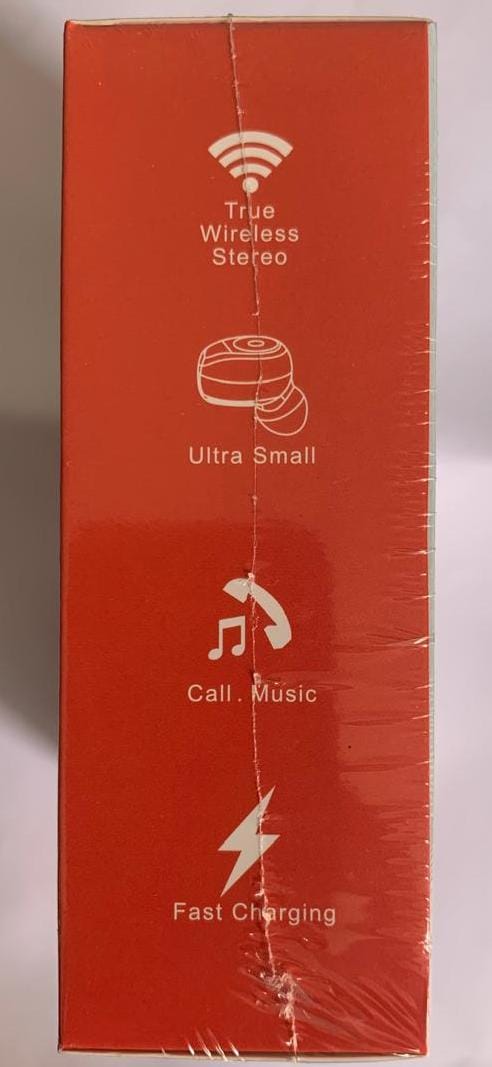 True
Wireless
Stereo
Ultra Small
Call . Music
Fast Charging